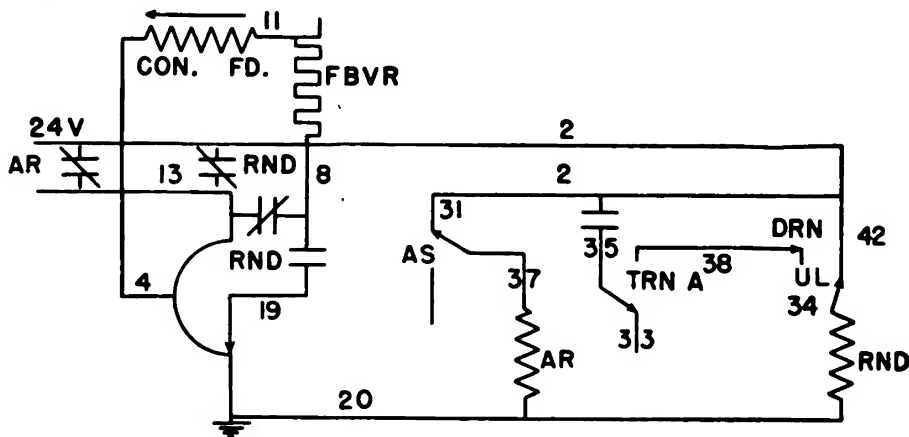 11
CON. FD.
FBVR
24V
2
AR
13
RND
8
2
31
35
DRN
42
RND
AS
37
TRN A
38
UL
4
19
34
33
AR
RND
20